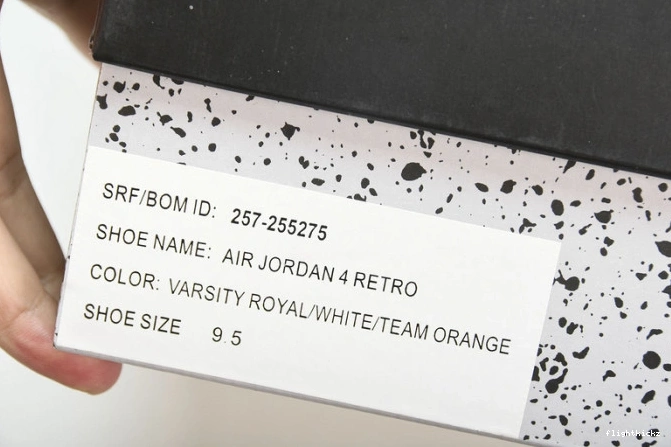 SRF/BOM ID: 257-255275
SHOE NAME: AIR JORDAN 4 RETRO
COLOR: VARSITY ROYAL/WHITE/TEAM ORANGE
SHOE SIZE 9.5
flightkickz